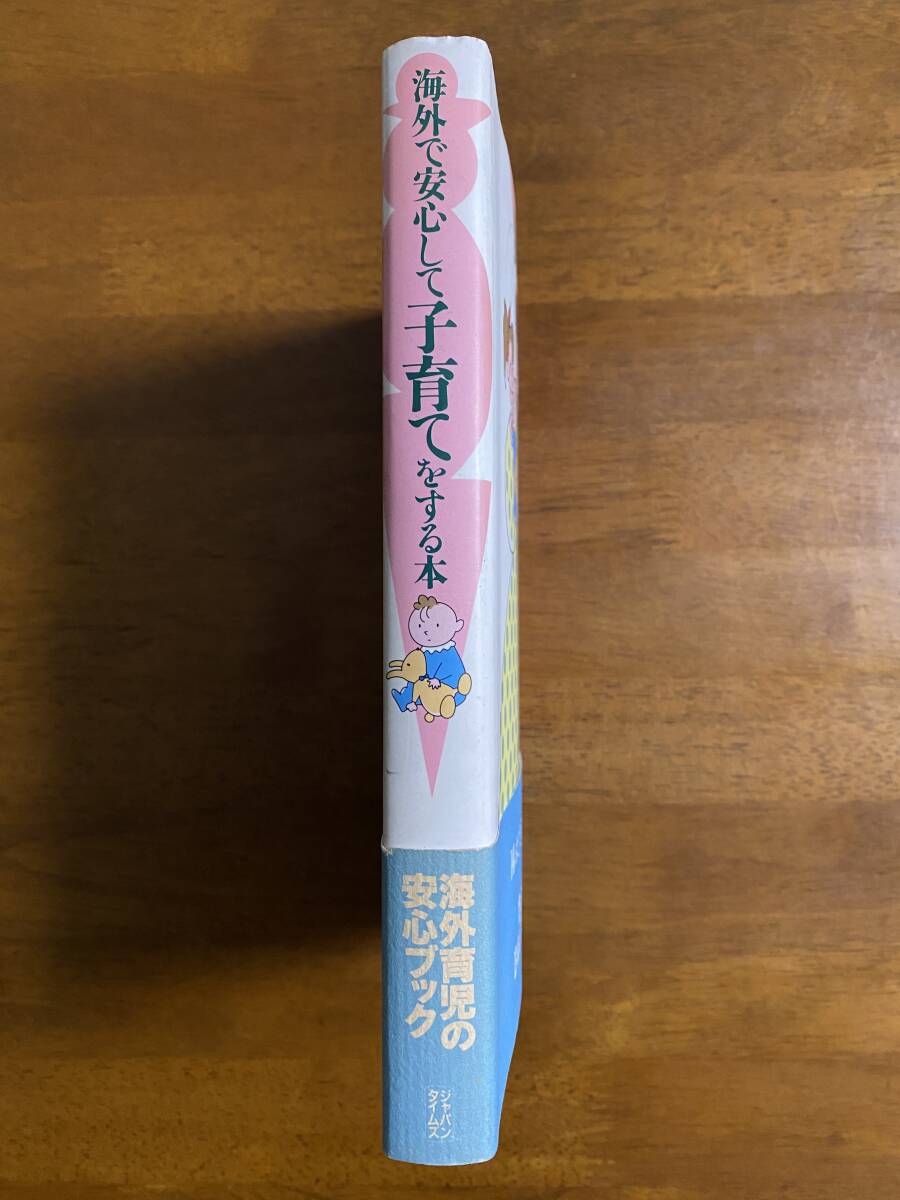 海外で安心して子育てをする本
海外育児の
安心ブック
ジャパン
タイムズ